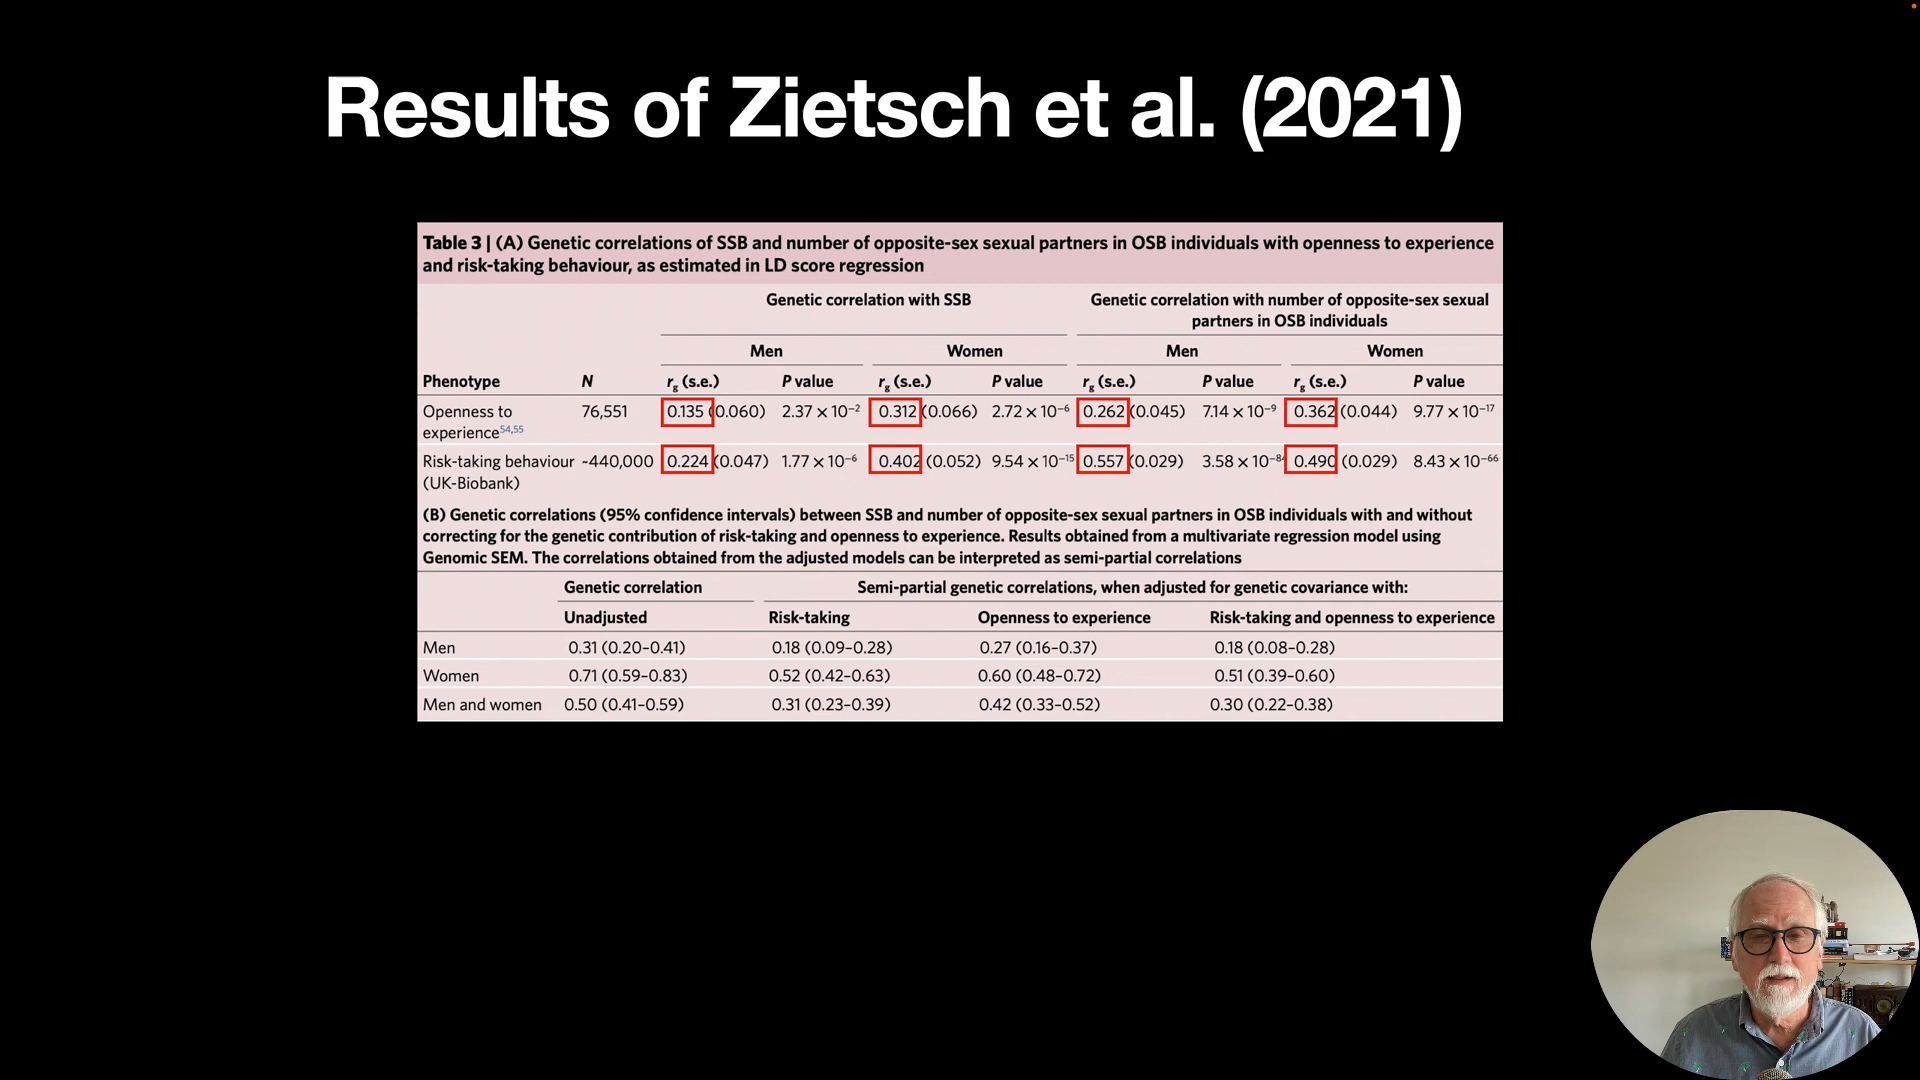 Results of Zietsch et al. (2021)
Table 3 | (A) Genetic correlations of SSB and number of opposite-sex sexual partners in OSB individuals with openness to experience
and risk-taking behaviour, as estimated in LD score regression
Genetic correlation with SSB
Genetic correlation with number of opposite-sex sexual
partners in OSB individuals
Men Women Men Women
Phenotype N rg (s.e.) P value rg (s.e.) P value rg (s.e.) P value rg (s.e.) P value
Openness to 76,551 0.135 (0.060) 2.37 × 10⁻² 0.312 (0.066) 2.72 × 10⁻⁶ 0.262 (0.045) 7.14 × 10⁻⁹ 0.362 (0.044) 9.77 × 10⁻¹⁷
experience⁵⁴,⁵⁵
Risk-taking behaviour ~440,000 0.224 (0.047) 1.77 × 10⁻⁶ 0.402 (0.052) 9.54 × 10⁻¹⁵ 0.557 (0.029) 3.58 × 10⁻⁸⁴ 0.490 (0.029) 8.43 × 10⁻⁶⁶
(UK-Biobank)
(B) Genetic correlations (95% confidence intervals) between SSB and number of opposite-sex sexual partners in OSB individuals with and without
correcting for the genetic contribution of risk-taking and openness to experience. Results obtained from a multivariate regression model using
Genomic SEM. The correlations obtained from the adjusted models can be interpreted as semi-partial correlations
Genetic correlation Semi-partial genetic correlations, when adjusted for genetic covariance with:
Unadjusted Risk-taking Openness to experience Risk-taking and openness to experience
Men 0.31 (0.20–0.41) 0.18 (0.09–0.28) 0.27 (0.16–0.37) 0.18 (0.08–0.28)
Women 0.71 (0.59–0.83) 0.52 (0.42–0.63) 0.60 (0.48–0.72) 0.51 (0.39–0.60)
Men and women 0.50 (0.41–0.59) 0.31 (0.23–0.39) 0.42 (0.33–0.52) 0.30 (0.22–0.38)